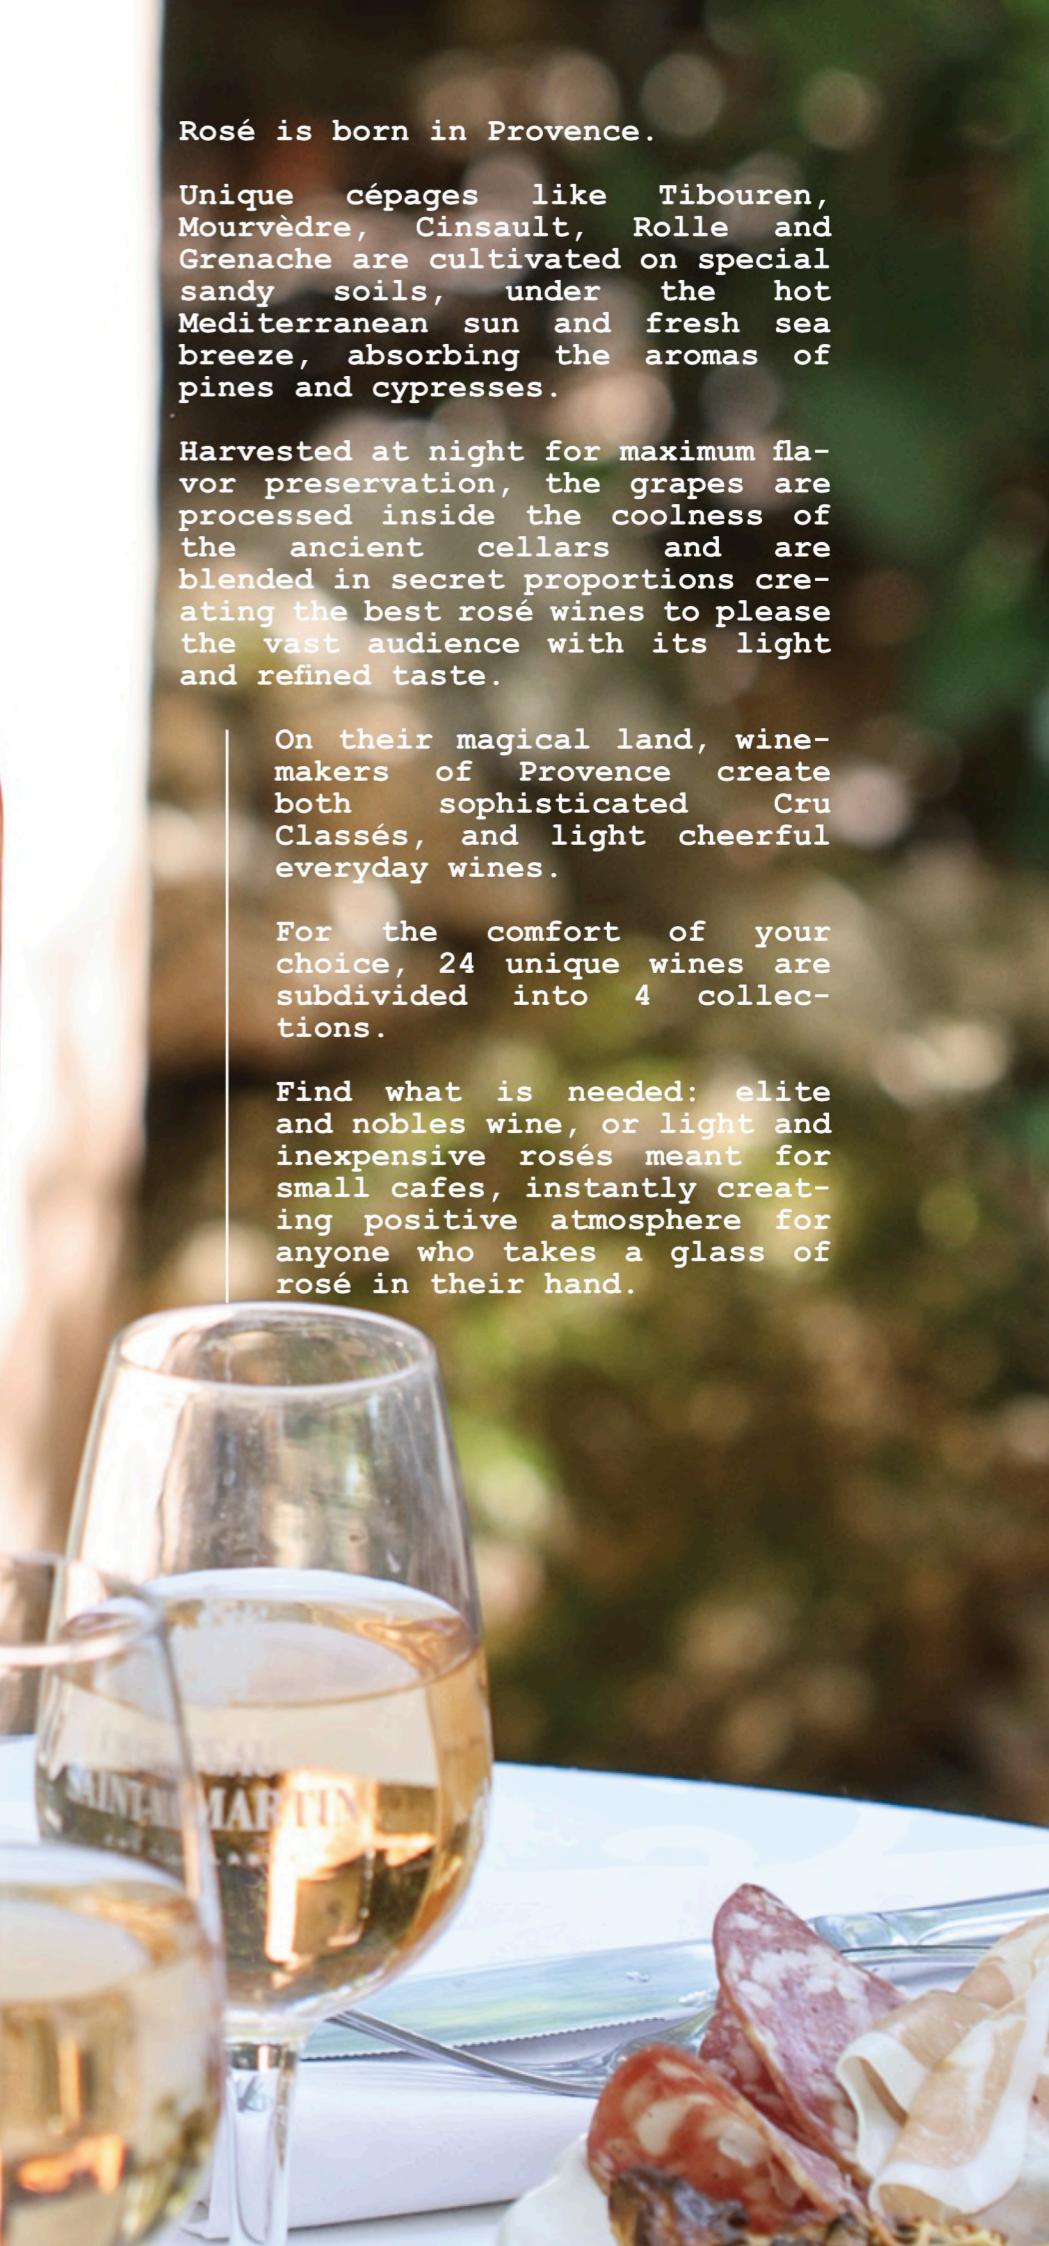 Rosé is born in Provence.
Unique cépages like Tibouren,
Mourvèdre, Cinsault, Rolle and
Grenache are cultivated on special
sandy soils, under the hot
Mediterranean sun and fresh sea
breeze, absorbing the aromas of
pines and cypresses.
Harvested at night for maximum fla-
vor preservation, the grapes are
processed inside the coolness of
the ancient cellars and are
blended in secret proportions cre-
ating the best rosé wines to please
the vast audience with its light
and refined taste.
On their magical land, wine-
makers of Provence create
both sophisticated Cru
Classés, and light cheerful
everyday wines.
For the comfort of your
choice, 24 unique wines are
subdivided into 4 collec-
tions.
Find what is needed: elite
and nobles wine, or light and
inexpensive rosés meant for
small cafes, instantly creat-
ing positive atmosphere for
anyone who takes a glass of
rosé in their hand.
MARTIN